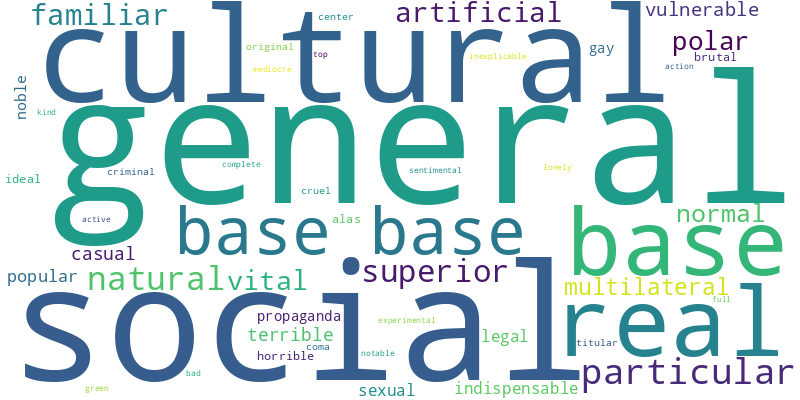 familiar
center
artificial
vulnerable
cultural
original
top
mediocre
inexplicable
gay
polar
brutal
action
noble
general
kind
ideal
criminal
complete
cruel
sentimental
lonely
active
alas
base
base
base
normal
casual
popular
natural
vital
superior
multilateral
full
social
real
propaganda
experimental
terrible
coma
horrible
notable
legal
titular
particular
bad
green
sexual
indispensable